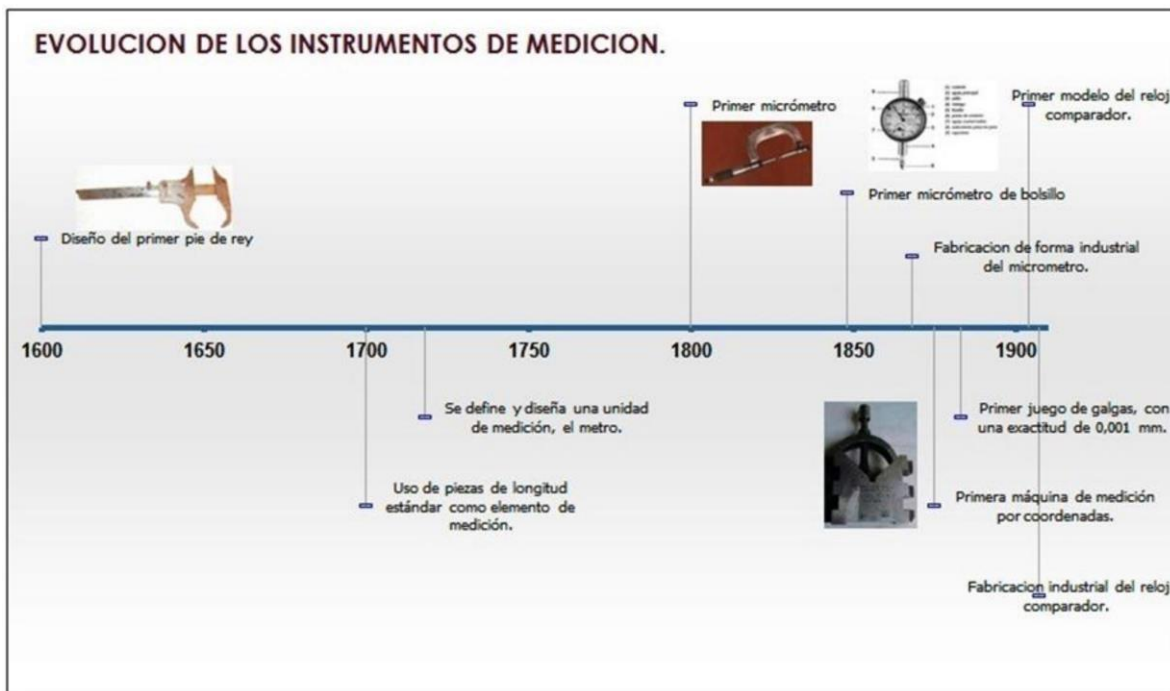 EVOLUCION DE LOS INSTRUMENTOS DE MEDICION.
Primer micrómetro
Primer modelo del reloj
comparador.
Primer micrómetro de bolsillo
Diseño del primer pie de rey
Fabricacion de forma industrial
del micrometro.
1600
1650
1700
1750
1800
1850
1900
Se define y diseña una unidad
de medición, el metro.
Primer juego de galgas, con
una exactitud de 0,001 mm.
Uso de piezas de longitud
estándar como elemento de
medición.
Primera máquina de medición
por coordenadas.
Fabricacion industrial del reloj
comparador.